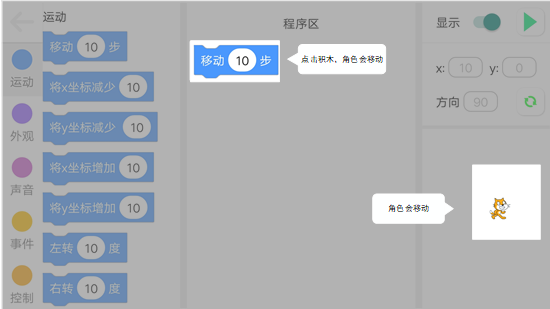 运动
程序区
显示
移动 10 步
移动 10 步
点击积木、角色会移动
x: 10 y: 0
运动
将x坐标减少 10
方向 90
将y坐标减少 10
外观
将x坐标增加 10
声音
将y坐标增加 10
角色会移动
事件
左转 10 度
控制
右转 10 度